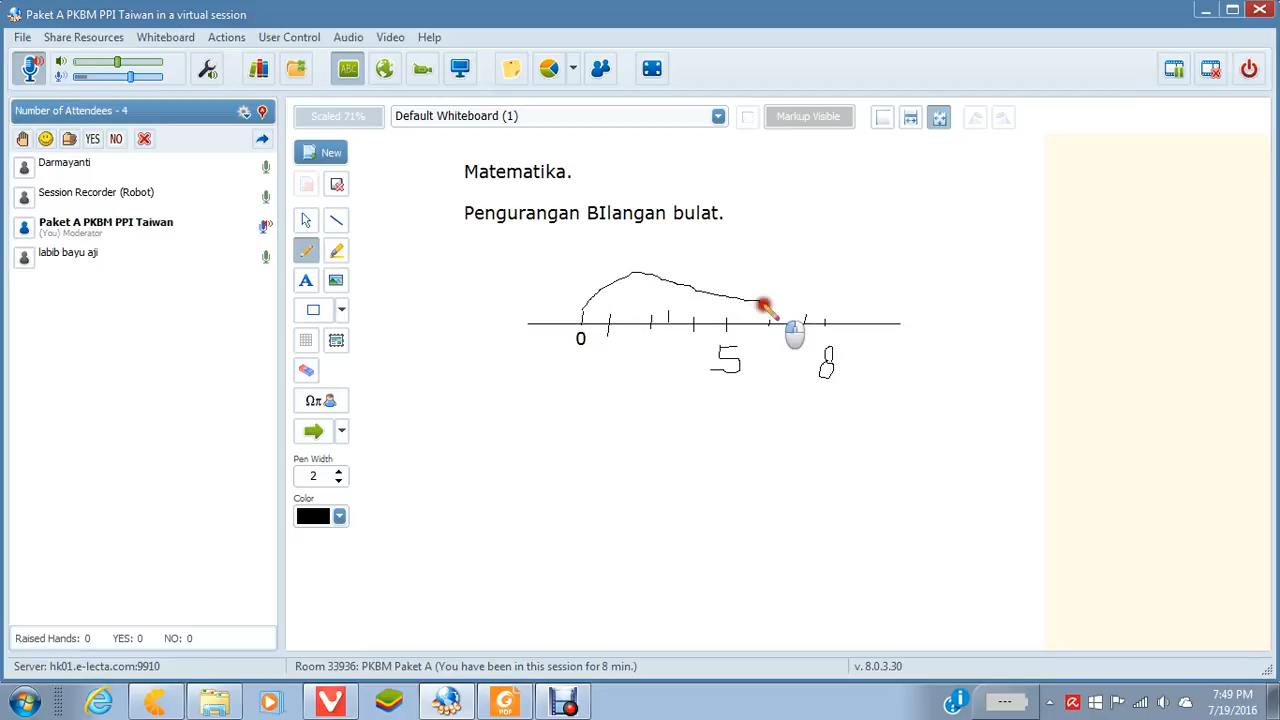 Paket A PKBM PPI Taiwan in a virtual session
File Share Resources Whiteboard Actions User Control Audio Video Help
ABC
Number of Attendees - 4
YES NO
Darmayanti
Session Recorder (Robot)
Paket A PKBM PPI Taiwan
(You) Moderator
labib bayu aji
Raised Hands: 0 YES: 0 NO: 0
Scaled 71% Default Whiteboard (1) Markup Visible
New
A
Ωπ
Pen Width
2
Color
Matematika.
Pengurangan BIlangan bulat.
0 5 8
Server: hk01.e-lecta.com:9910 Room 33936: PKBM Paket A (You have been in this session for 8 min.) v. 8.0.3.30
PDF
7:49 PM
7/19/2016